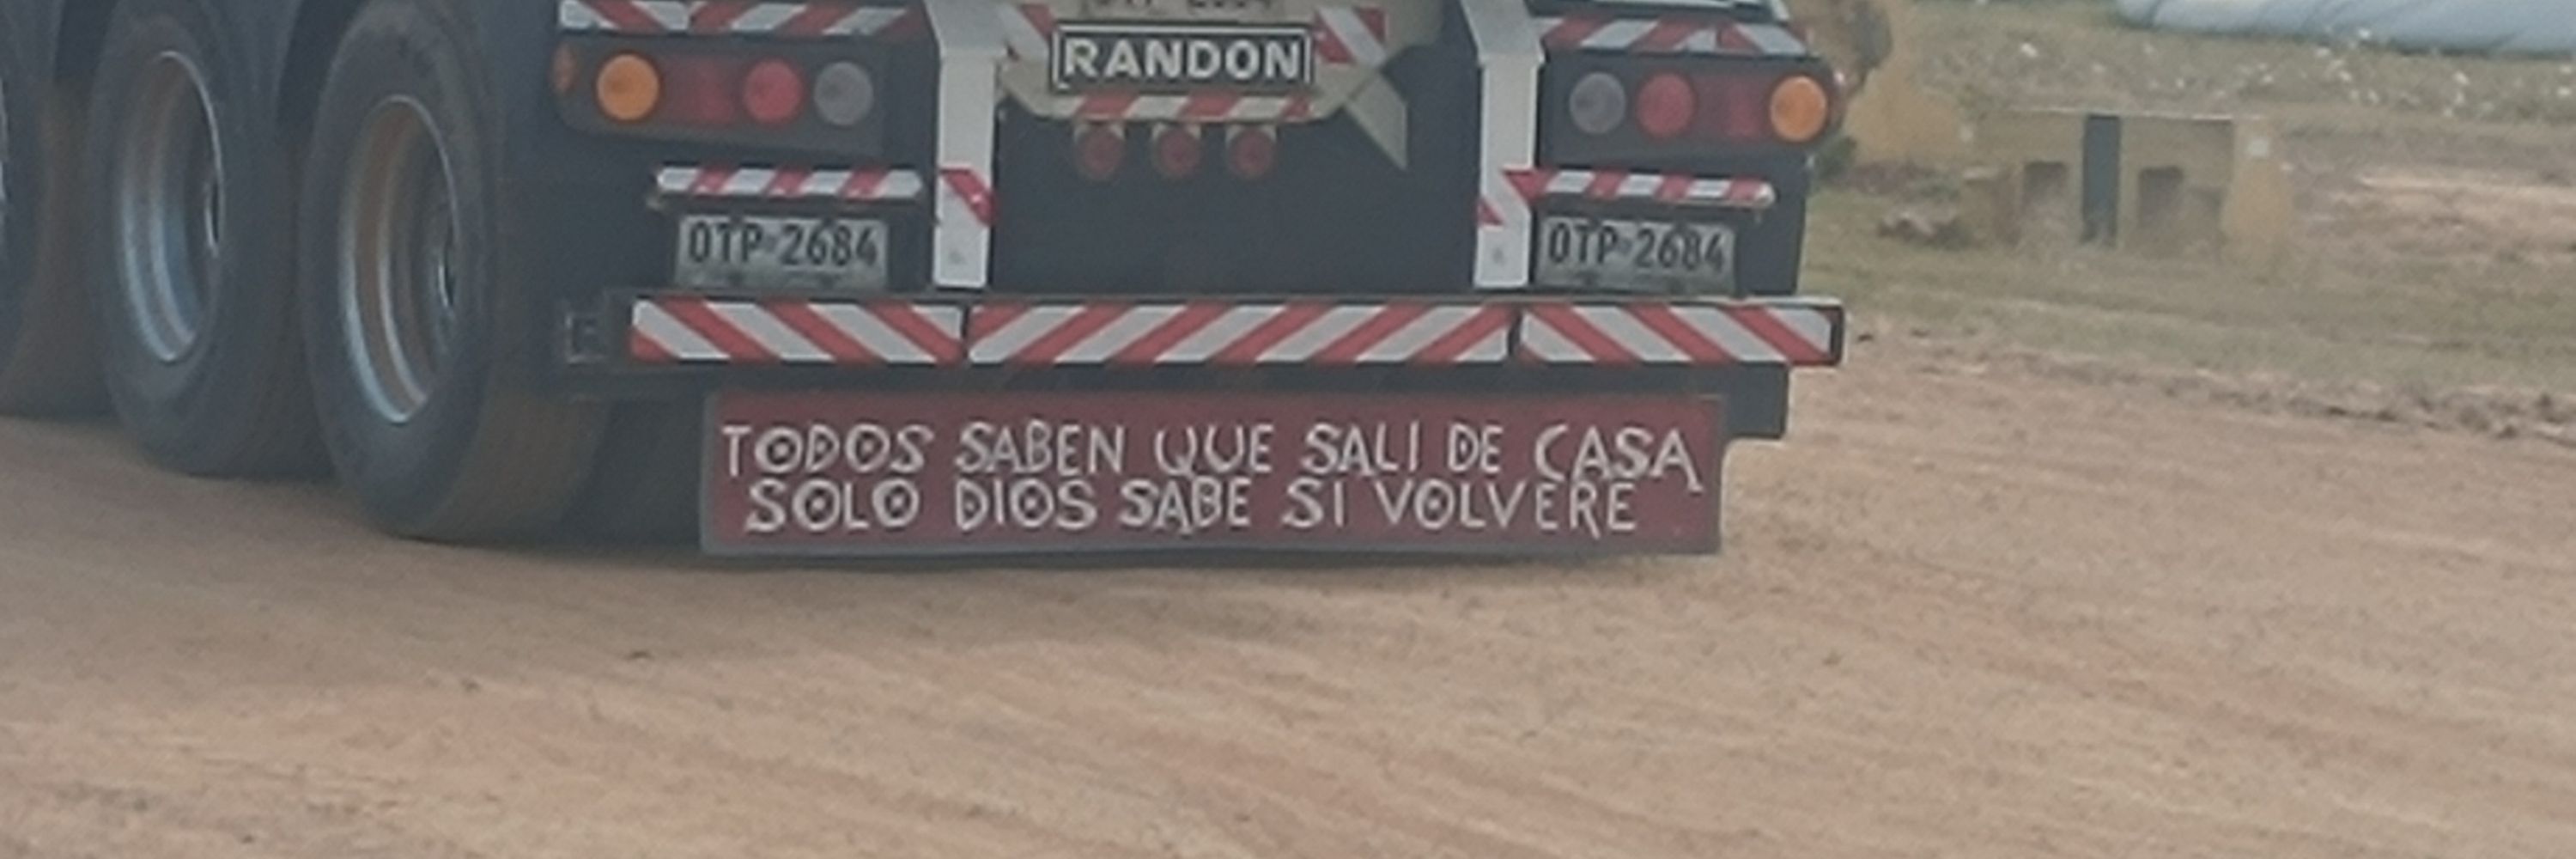 RANDON
OTP 2684
OTP 2684
TODOS SABEN QUE SALI DE CASA
SOLO DIOS SABE SI VOLVERE